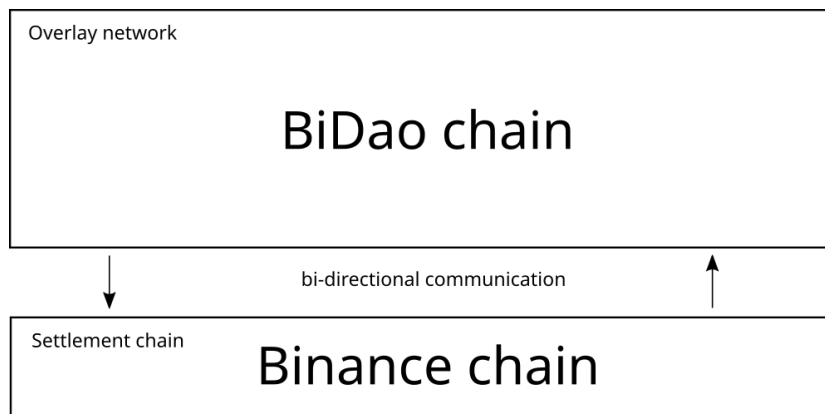 Overlay network
BiDao chain
bi-directional communication
Settlement chain
Binance chain